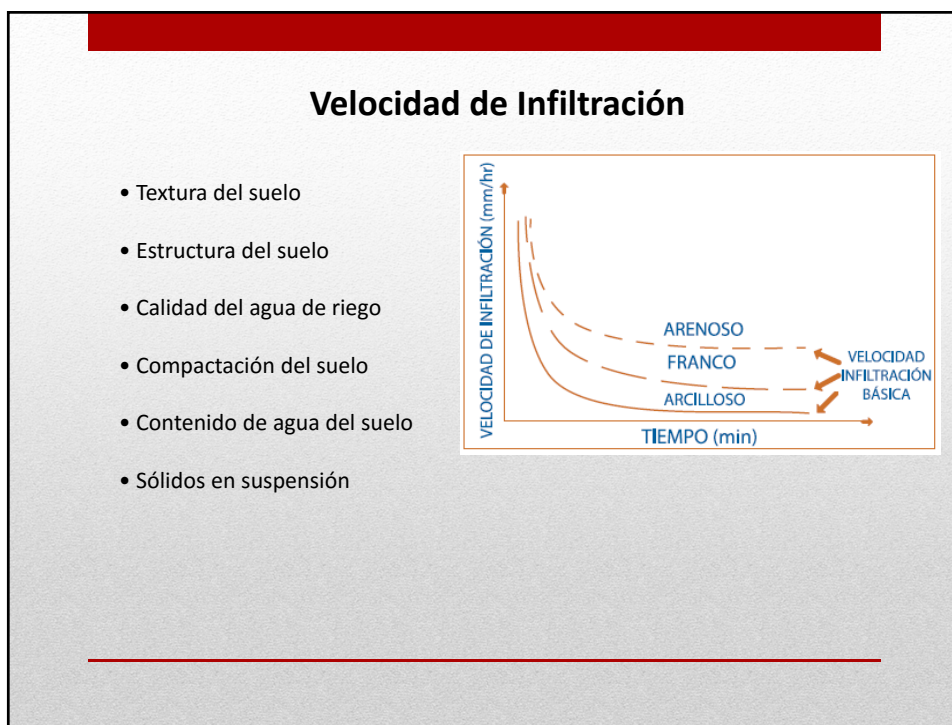 Velocidad de Infiltración
• Textura del suelo
• Estructura del suelo
• Calidad del agua de riego
• Compactación del suelo
• Contenido de agua del suelo
• Sólidos en suspensión
VELOCIDAD DE INFILTRACIÓN (mm/hr)
ARENOSO
FRANCO
ARCILLOSO
VELOCIDAD
INFILTRACIÓN
BÁSICA
TIEMPO (min)